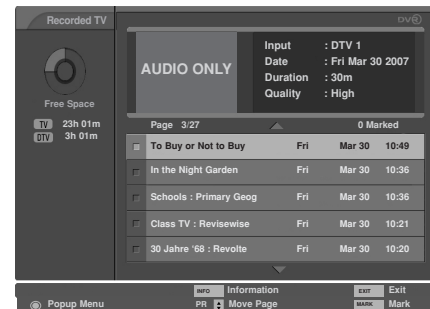 Recorded TV
DVR
AUDIO ONLY
Input : DTV 1
Date : Fri Mar 30 2007
Duration : 30m
Quality : High
Free Space
TV 23h 01m
DTV 3h 01m
Page 3/27 0 Marked
To Buy or Not to Buy Fri Mar 30 10:49
In the Night Garden Fri Mar 30 10:36
Schools : Primary Geog Fri Mar 30 10:36
Class TV : Revisewise Fri Mar 30 10:21
30 Jahre '68 : Revolte Fri Mar 30 10:20
INFO Information EXIT Exit
Popup Menu PR Move Page MARK Mark